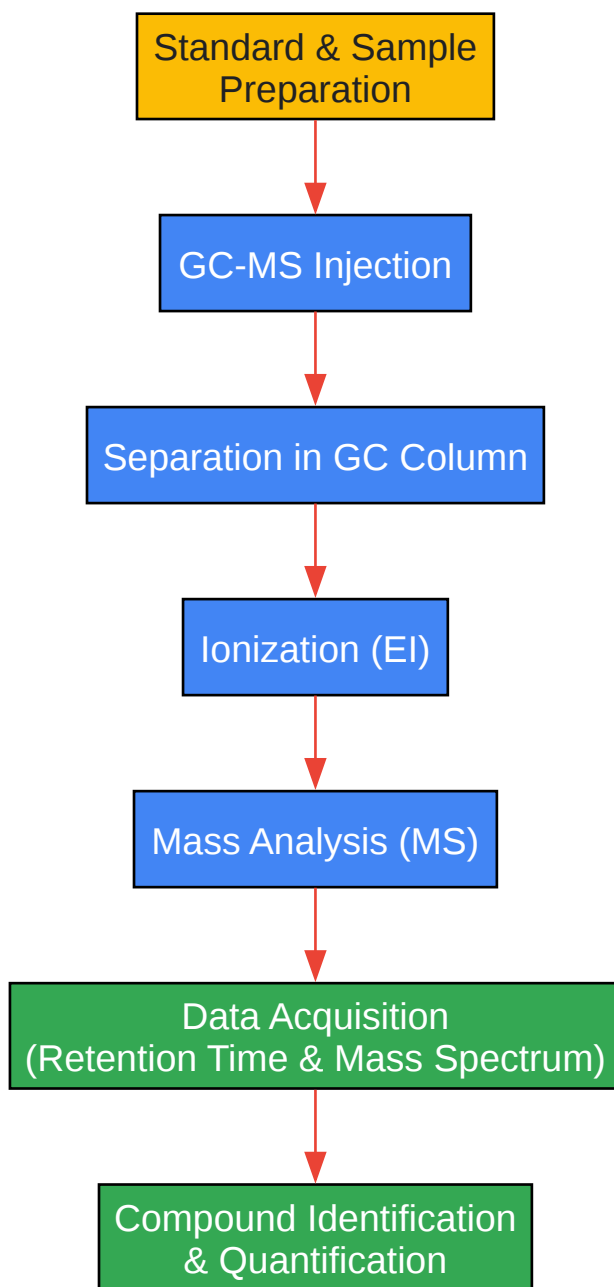 Standard & Sample
Preparation
GC-MS Injection
Separation in GC Column
Ionization (EI)
Mass Analysis (MS)
Data Acquisition
(Retention Time & Mass Spectrum)
Compound Identification
& Quantification